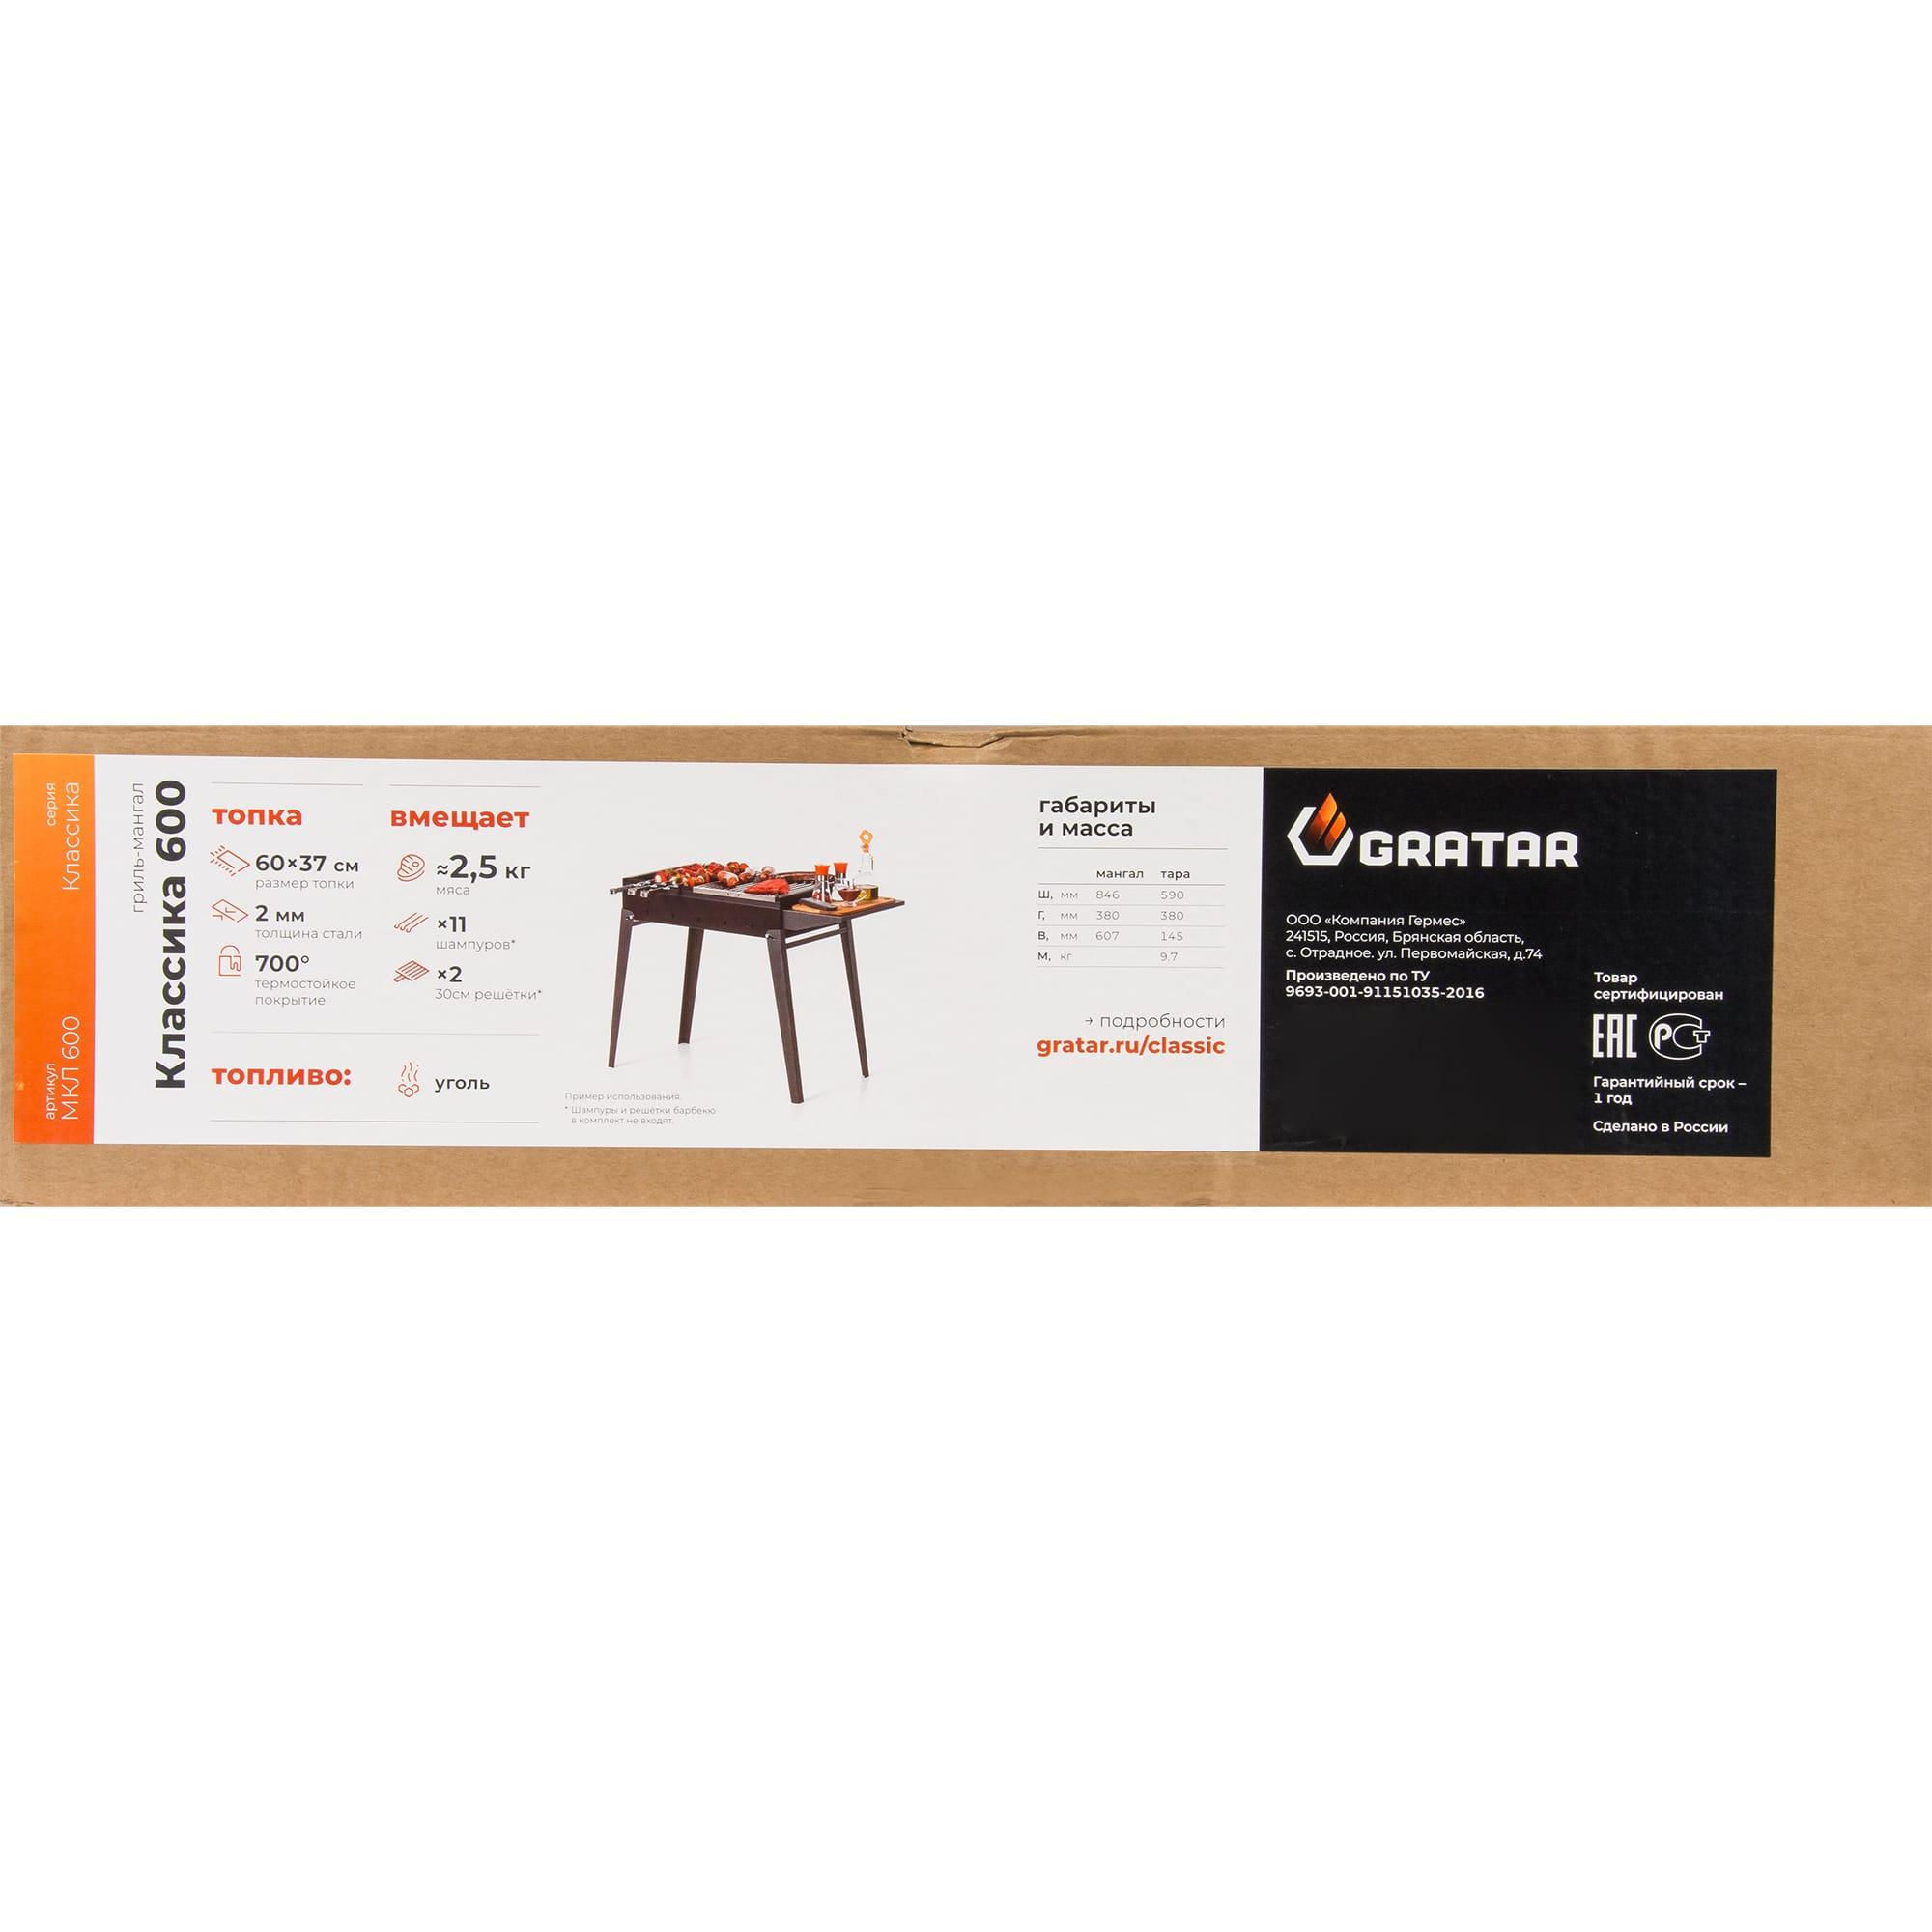 серия
Классика
артикул
МКЛ 600
гриль-мангал
Классика 600
топка
60×37 см
размер топки
2 мм
толщина стали
700°
термостойкое
покрытие
вмещает
≈2,5 кг
мяса
×11
шампуров*
×2
30см решётки*
топливо:
уголь
Пример использования.
* Шампуры и решётки барбекю
в комплект не входят.
габариты
и масса
мангал тара
Ш, мм 846 590
Г, мм 380 380
В, мм 607 145
М, кг 9.7
→ подробности
gratar.ru/classic
GRATAR
ООО «Компания Гермес»
241515, Россия, Брянская область,
с. Отрадное. ул. Первомайская, д.74
Произведено по ТУ
9693-001-91151035-2016
Товар
сертифицирован
EAC РСТ
Гарантийный срок –
1 год
Сделано в России